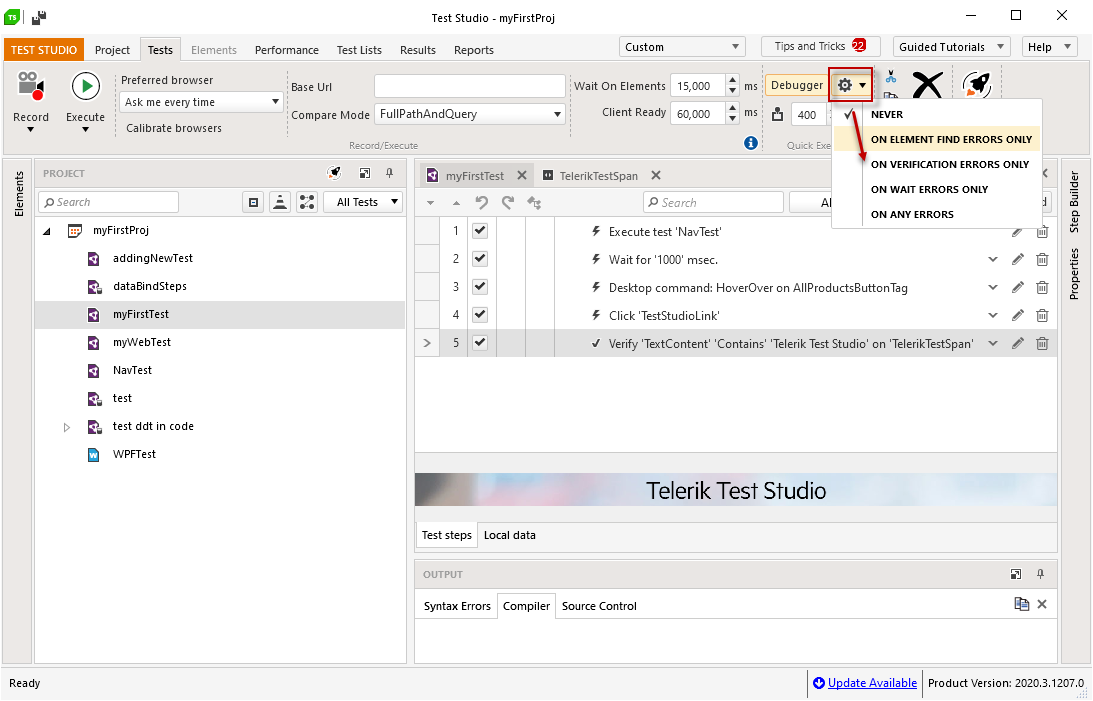 TS
Test Studio - myFirstProj
TEST STUDIO Project Tests Elements Performance Test Lists Results Reports Custom Tips and Tricks 22 Guided Tutorials Help
Record
Execute
Preferred browser
Ask me every time
Calibrate browsers
Base Url
Compare Mode FullPathAndQuery
Wait On Elements 15,000 ms
Client Ready 60,000 ms
Record/Execute
Debugger
400
Quick Exe
NEVER
ON ELEMENT FIND ERRORS ONLY
ON VERIFICATION ERRORS ONLY
ON WAIT ERRORS ONLY
ON ANY ERRORS
Elements
PROJECT
Search
All Tests
myFirstProj
addingNewTest
dataBindSteps
myFirstTest
myWebTest
NavTest
test
test ddt in code
WPFTest
myFirstTest TelerikTestSpan
Search
1 Execute test 'NavTest'
2 Wait for '1000' msec.
3 Desktop command: HoverOver on AllProductsButtonTag
4 Click 'TestStudioLink'
5 Verify 'TextContent' 'Contains' 'Telerik Test Studio' on 'TelerikTestSpan'
Telerik Test Studio
Test steps Local data
OUTPUT
Syntax Errors Compiler Source Control
Step Builder
Properties
Ready
Update Available
Product Version: 2020.3.1207.0